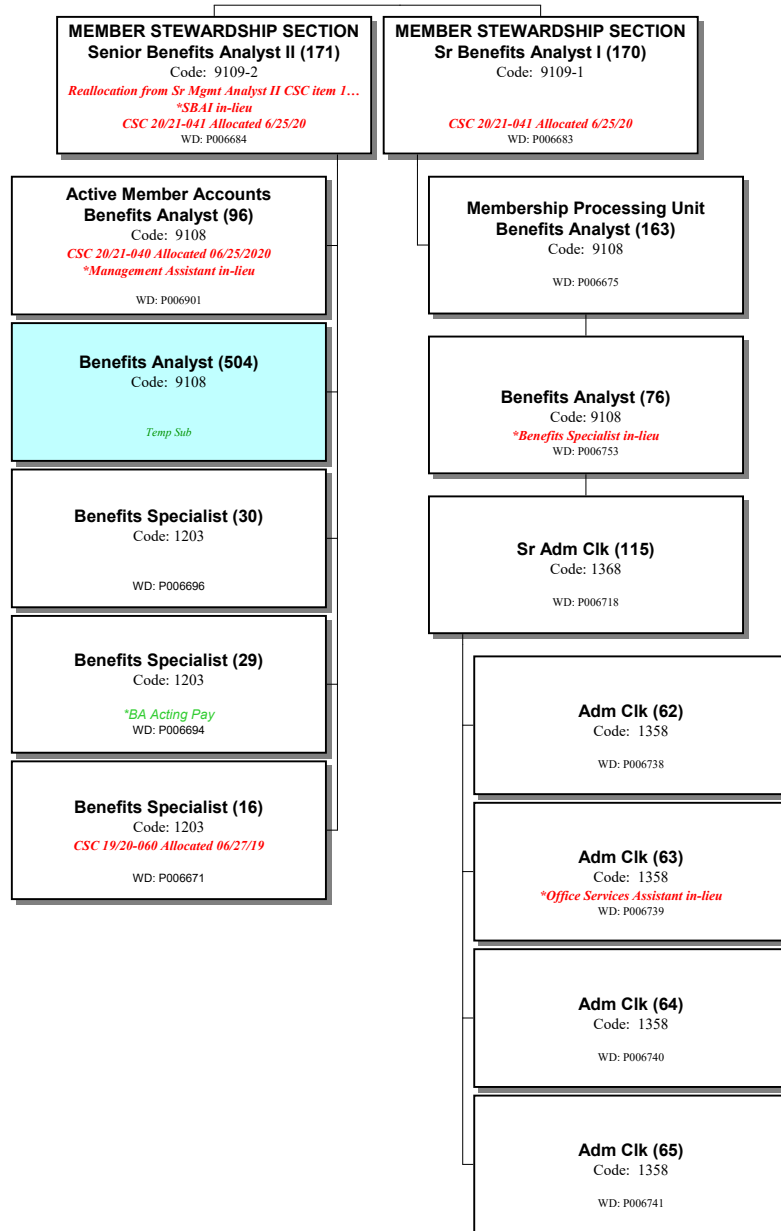 MEMBER STEWARDSHIP SECTION
Senior Benefits Analyst II (171)
Code: 9109-2
Reallocation from Sr Mgmt Analyst II CSC item 1…
*SBAI in-lieu
CSC 20/21-041 Allocated 6/25/20
WD: P006684
MEMBER STEWARDSHIP SECTION
Sr Benefits Analyst I (170)
Code: 9109-1
CSC 20/21-041 Allocated 6/25/20
WD: P006683
Active Member Accounts
Benefits Analyst (96)
Code: 9108
CSC 20/21-040 Allocated 06/25/2020
*Management Assistant in-lieu
WD: P006901
Benefits Analyst (504)
Code: 9108
Temp Sub
Benefits Specialist (30)
Code: 1203
WD: P006696
Benefits Specialist (29)
Code: 1203
*BA Acting Pay
WD: P006694
Benefits Specialist (16)
Code: 1203
CSC 19/20-060 Allocated 06/27/19
WD: P006671
Membership Processing Unit
Benefits Analyst (163)
Code: 9108
WD: P006675
Benefits Analyst (76)
Code: 9108
*Benefits Specialist in-lieu
WD: P006753
Sr Adm Clk (115)
Code: 1368
WD: P006718
Adm Clk (62)
Code: 1358
WD: P006738
Adm Clk (63)
Code: 1358
*Office Services Assistant in-lieu
WD: P006739
Adm Clk (64)
Code: 1358
WD: P006740
Adm Clk (65)
Code: 1358
WD: P006741